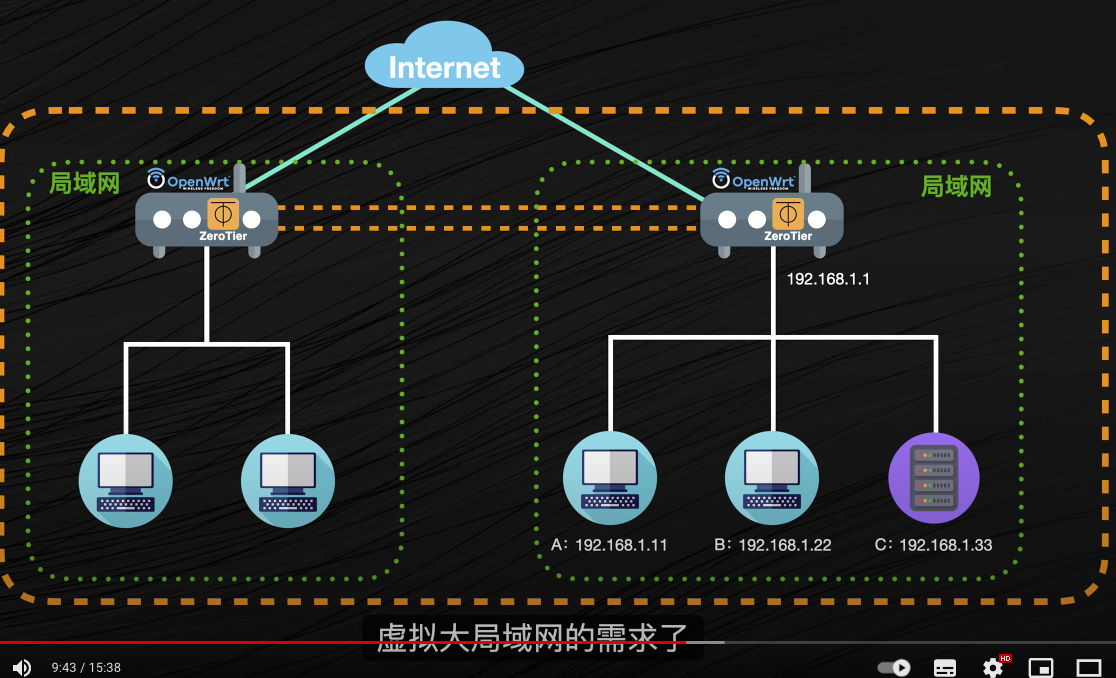 Internet
局域网
OpenWrt
WIRELESS FREEDOM
ZeroTier
OpenWrt
WIRELESS FREEDOM
ZeroTier
局域网
192.168.1.1
A: 192.168.1.11
B: 192.168.1.22
C: 192.168.1.33
虚拟大局域网的需求了
9:43 / 15:38
HD